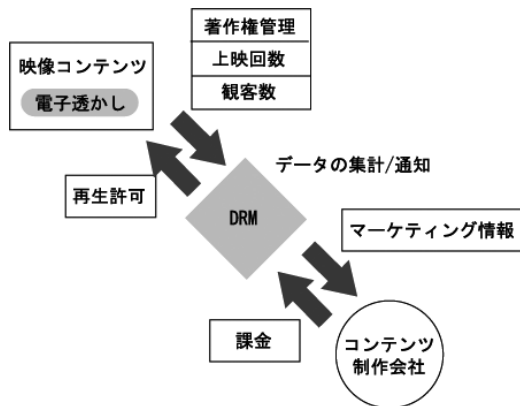 著作権管理
上映回数
観客数
映像コンテンツ
電子透かし
データの集計/通知
再生許可
DRM
マーケティング情報
課金
コンテンツ
制作会社